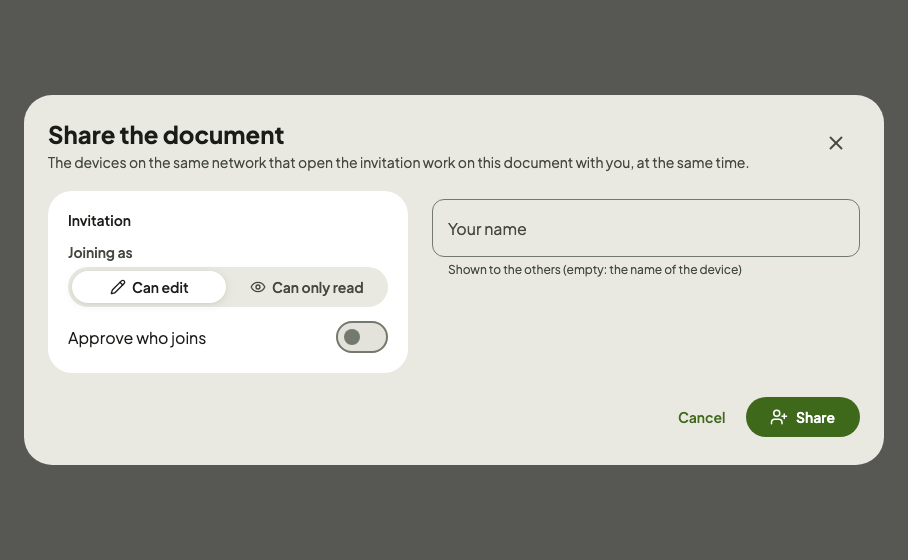 Share the document
The devices on the same network that open the invitation work on this document with you, at the same time.
Invitation
Joining as
Can edit
Can only read
Approve who joins
Your name
Shown to the others (empty: the name of the device)
Cancel
Share